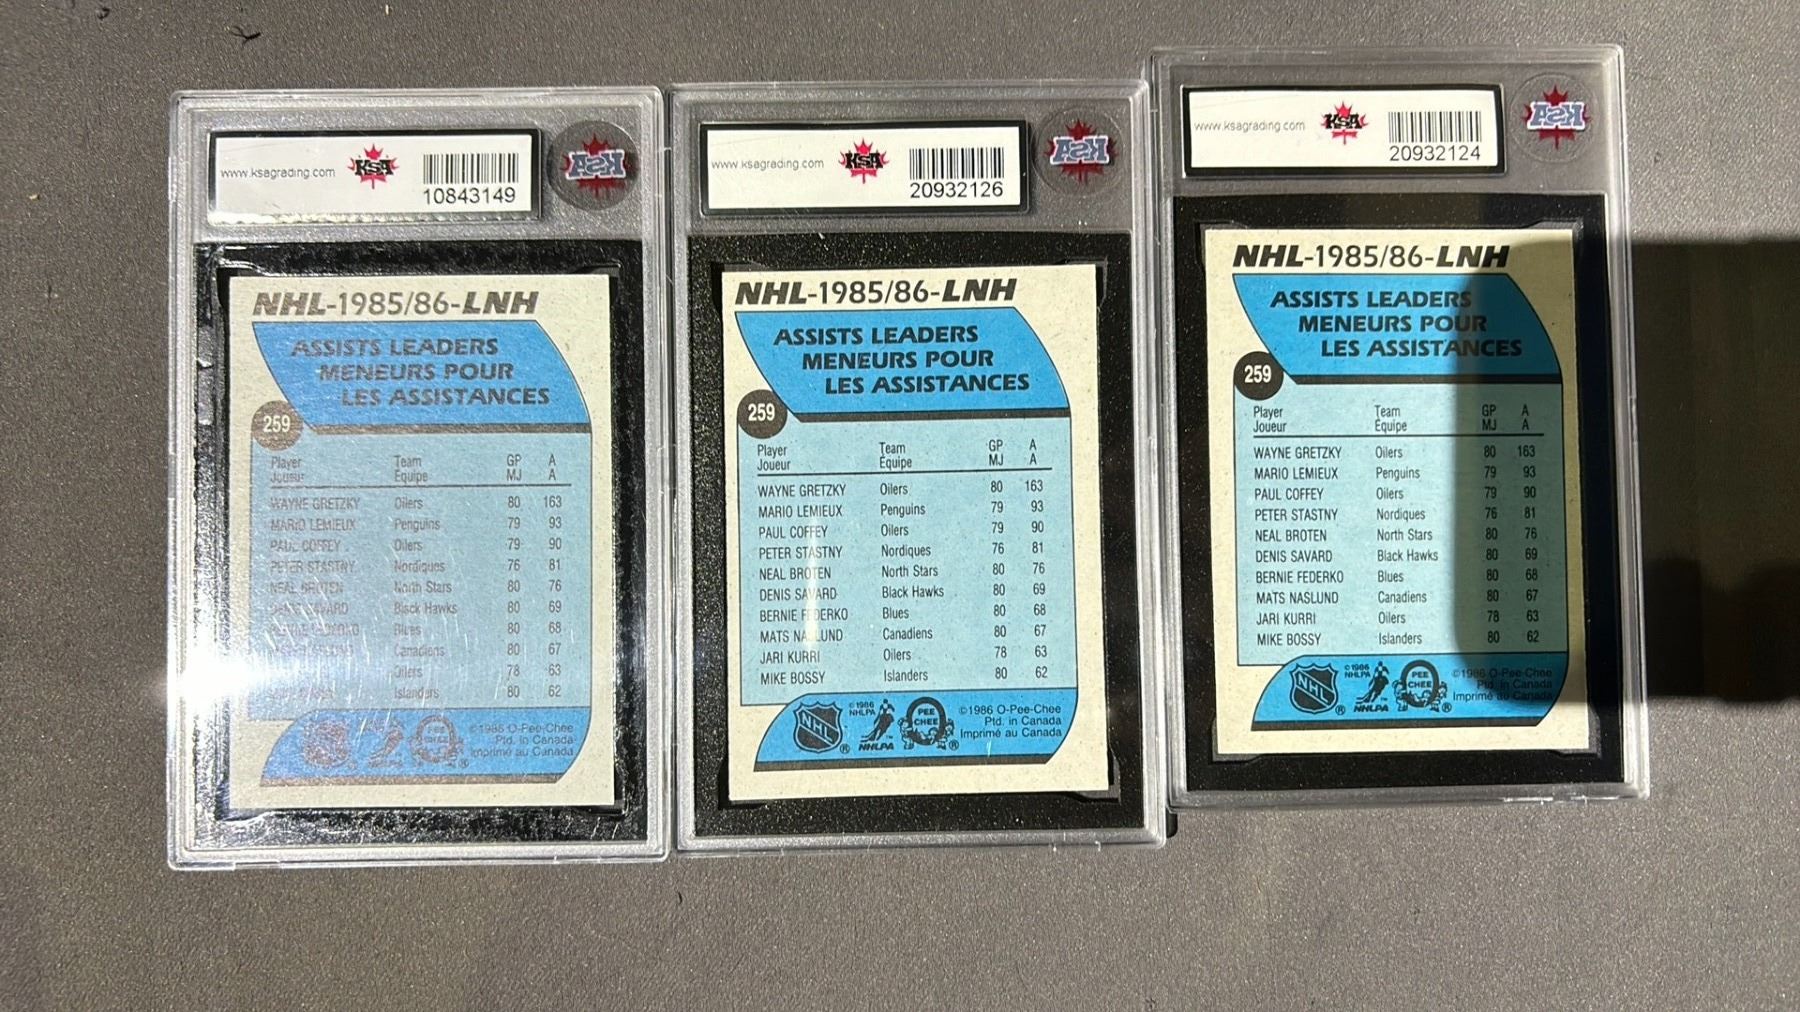 www.ksagrading.com KSA 10843149
KSA
NHL-1985/86-LNH
ASSISTS LEADERS
MENEURS POUR
LES ASSISTANCES
259
Player Team GP A
Joueur Équipe MJ A
WAYNE GRETZKY Oilers 80 163
MARIO LEMIEUX Penguins 79 93
PAUL COFFEY Oilers 79 90
PETER STASTNY Nordiques 76 81
NEAL BROTEN North Stars 80 76
DENIS SAVARD Black Hawks 80 69
Blues 80 68
Canadiens 80 67
Oilers 78 63
Islanders 80 62
©1986 O-Pee-Chee
Ptd. in Canada
Imprimé au Canada
www.ksagrading.com KSA 20932126
KSA
NHL-1985/86-LNH
ASSISTS LEADERS
MENEURS POUR
LES ASSISTANCES
259
Player Team GP A
Joueur Équipe MJ A
WAYNE GRETZKY Oilers 80 163
MARIO LEMIEUX Penguins 79 93
PAUL COFFEY Oilers 79 90
PETER STASTNY Nordiques 76 81
NEAL BROTEN North Stars 80 76
DENIS SAVARD Black Hawks 80 69
BERNIE FEDERKO Blues 80 68
MATS NASLUND Canadiens 80 67
JARI KURRI Oilers 78 63
MIKE BOSSY Islanders 80 62
NHL ® ©1986 NHLPA NHLPA ™ O PEE CHEE ®
©1986 O-Pee-Chee
Ptd. in Canada
Imprimé au Canada
www.ksagrading.com KSA 20932124
KSA
NHL-1985/86-LNH
ASSISTS LEADERS
MENEURS POUR
LES ASSISTANCES
259
Player Team GP A
Joueur Équipe MJ A
WAYNE GRETZKY Oilers 80 163
MARIO LEMIEUX Penguins 79 93
PAUL COFFEY Oilers 79 90
PETER STASTNY Nordiques 76 81
NEAL BROTEN North Stars 80 76
DENIS SAVARD Black Hawks 80 69
BERNIE FEDERKO Blues 80 68
MATS NASLUND Canadiens 80 67
JARI KURRI Oilers 78 63
MIKE BOSSY Islanders 80 62
NHL ® ©1986 NHLPA NHLPA O PEE CHEE ®
©1986 O-Pee-Chee
Ptd. in Canada
Imprimé au Canada